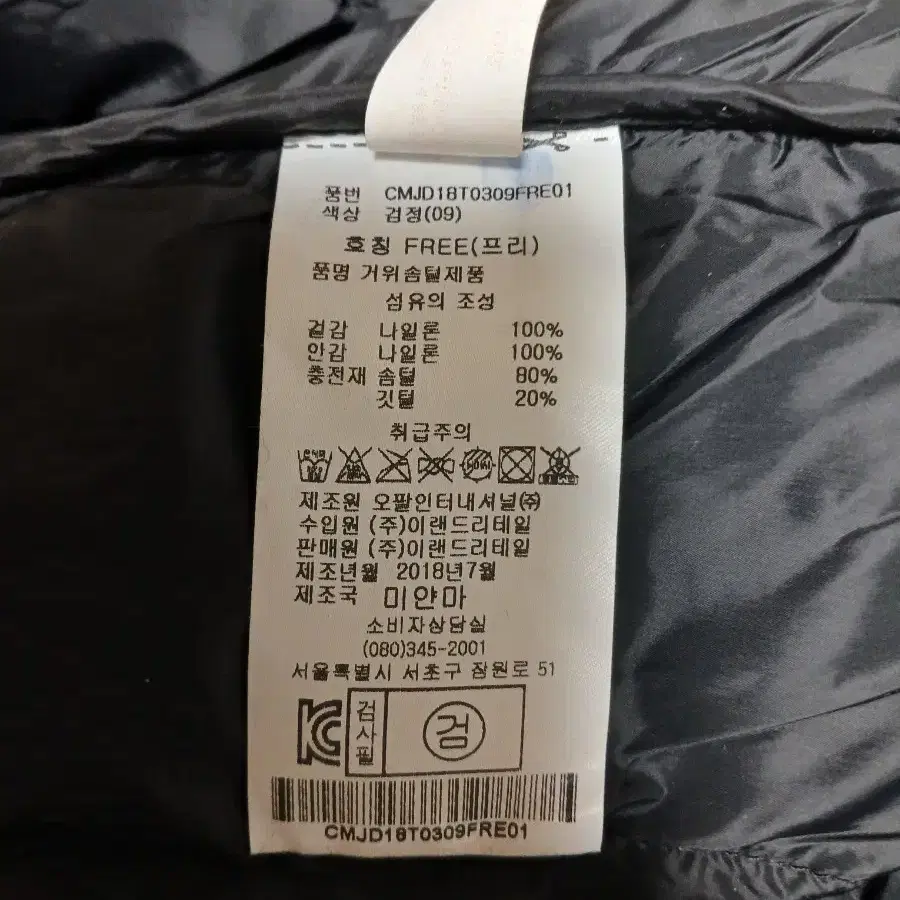 품번 CMJD18T0309FRE01
색상 검정(09)
호칭 FREE(프리)
품명 거위솜털제품
섬유의 조성
겉감 나일론 100%
안감 나일론 100%
충전재 솜털 80%
깃털 20%
취급주의
제조원 오팔인터내셔널㈜
수입원 (주)이랜드리테일
판매원 (주)이랜드리테일
제조년월 2018년7월
제조국 미얀마
소비자상담실
(080)345-2001
서울특별시 서초구 잠원로 51
검사필 검
CMJD18T0309FRE01